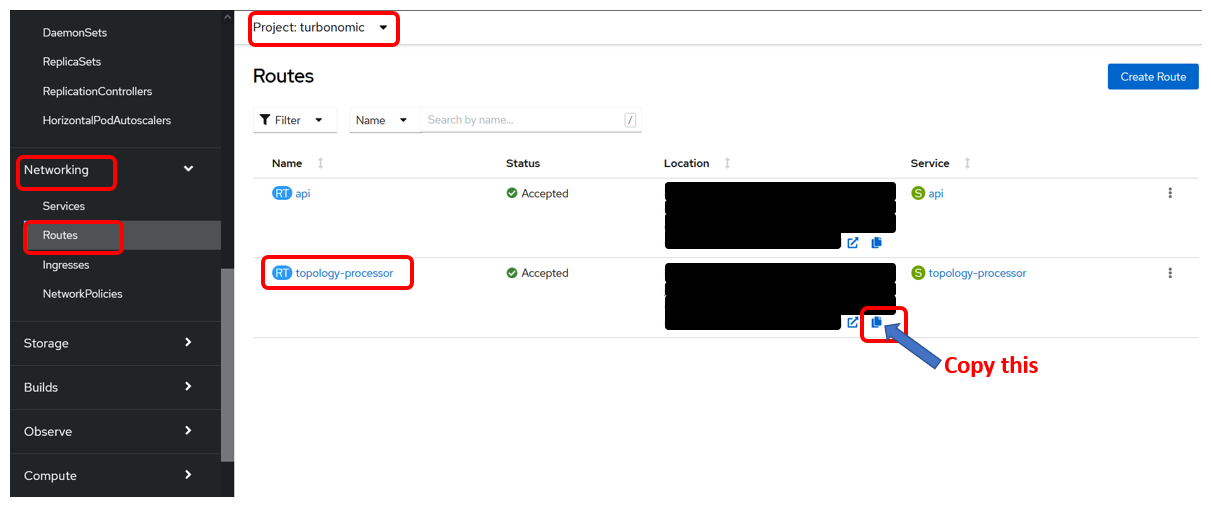 DaemonSets
ReplicaSets
ReplicationControllers
HorizontalPodAutoscalers
Networking
Services
Routes
Ingresses
NetworkPolicies
Storage
Builds
Observe
Compute
Project: turbonomic
Routes
Create Route
Filter
Name
Search by name...
/
Name Status Location Service
RT api Accepted S api
RT topology-processor Accepted S topology-processor
Copy this